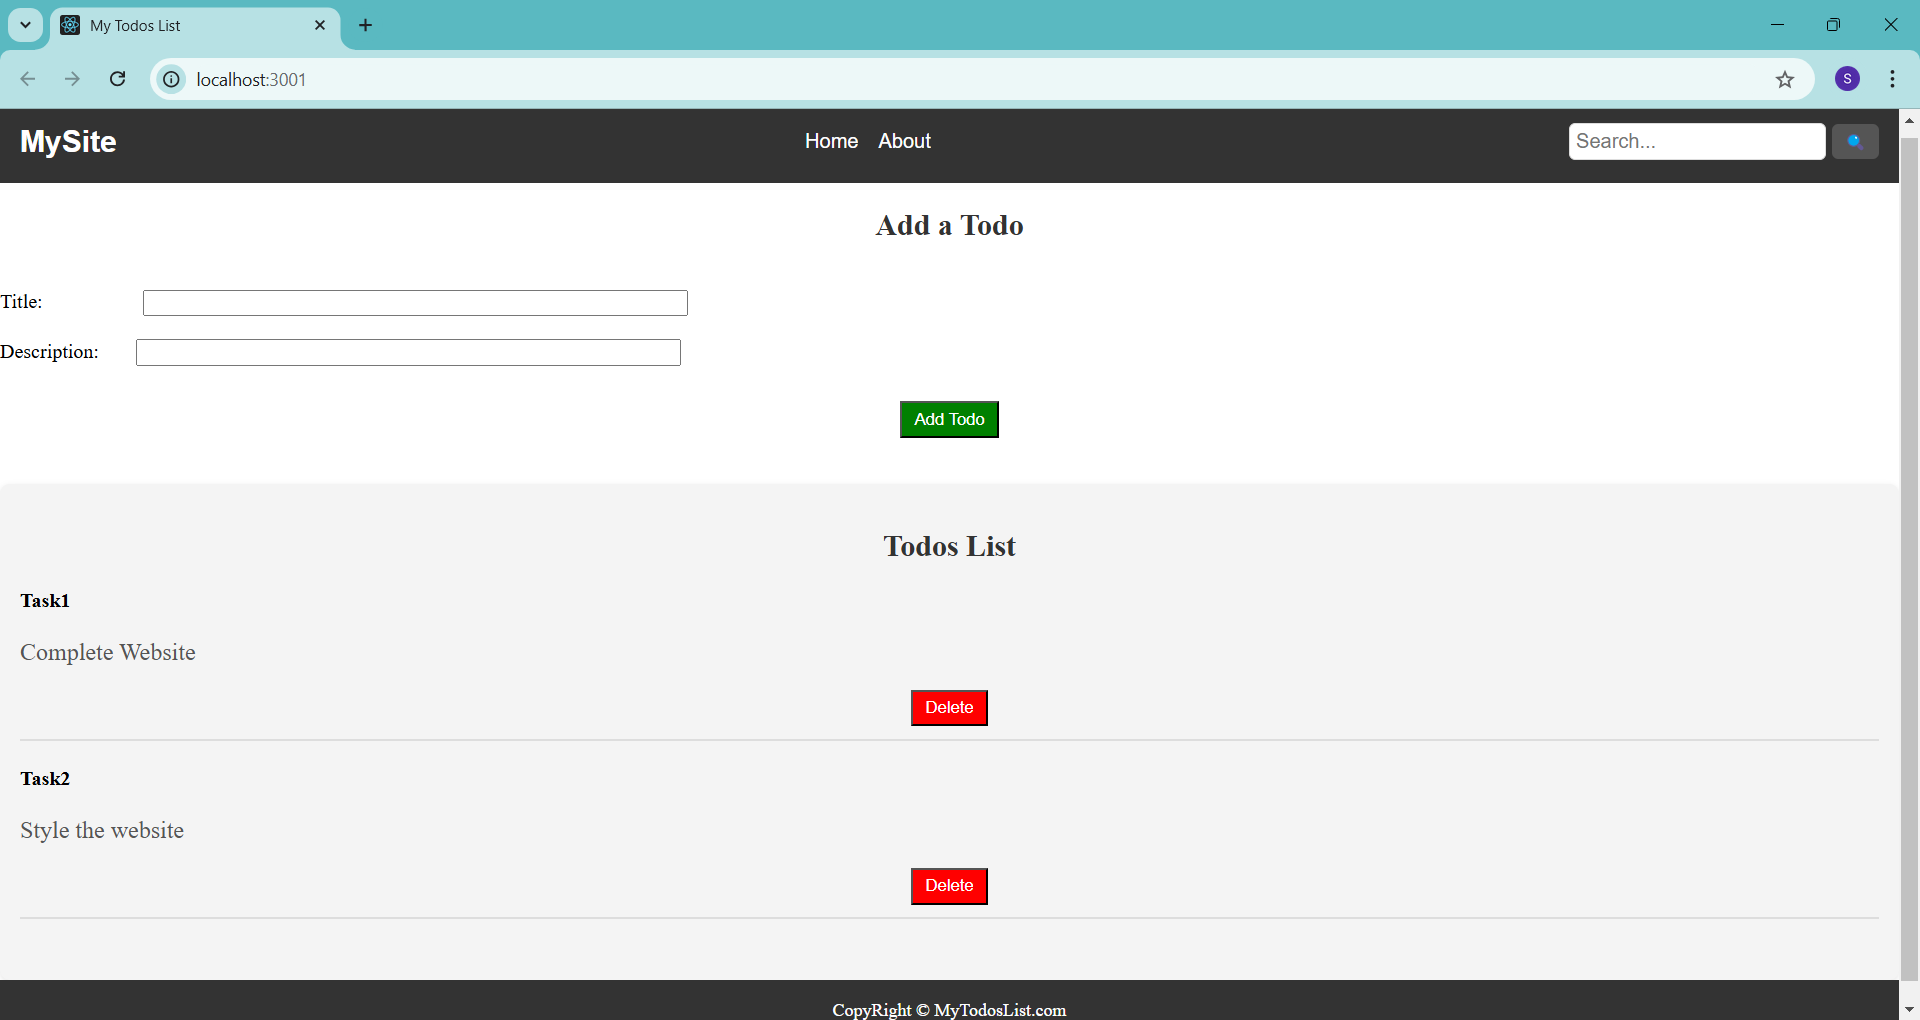 My Todos List
localhost:3001
S
MySite
Home About
Search...
Add a Todo
Title:
Description:
Add Todo
Todos List
Task1
Complete Website
Delete
Task2
Style the website
Delete
CopyRight © MyTodosList.com